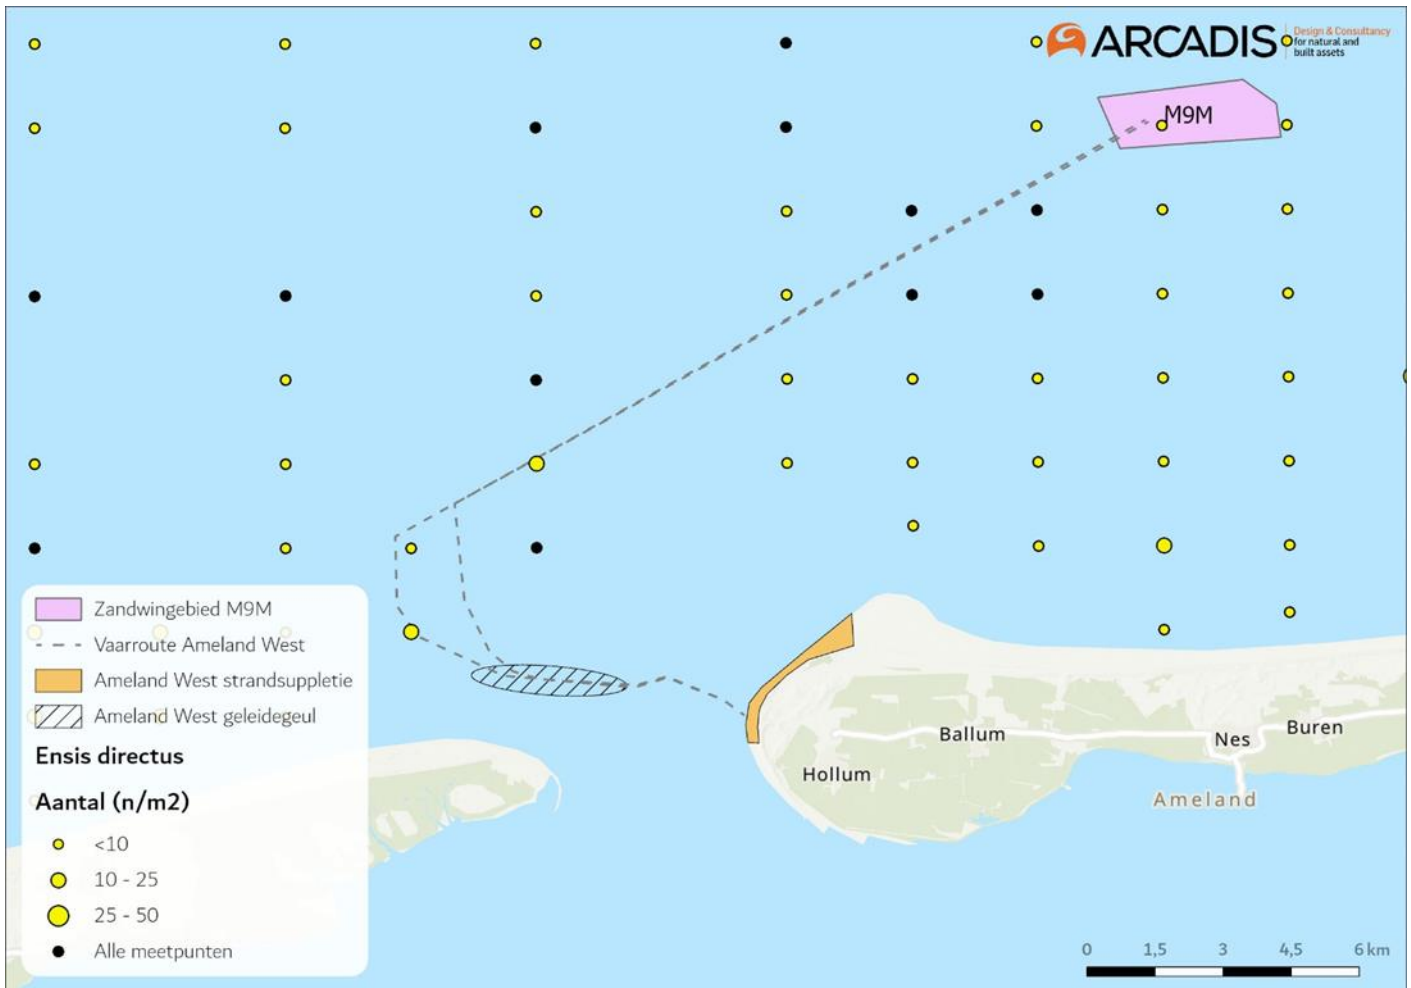 ARCADIS
Design & Consultancy
for natural and
built assets
M9M
Zandwingebied M9M
Vaarroute Ameland West
Ameland West strandsuppletie
Ameland West geleidegeul
Ensis directus
Aantal (n/m2)
<10
10 - 25
25 - 50
Alle meetpunten
Ballum
Nes
Buren
Hollum
Ameland
0 1,5 3 4,5 6 km